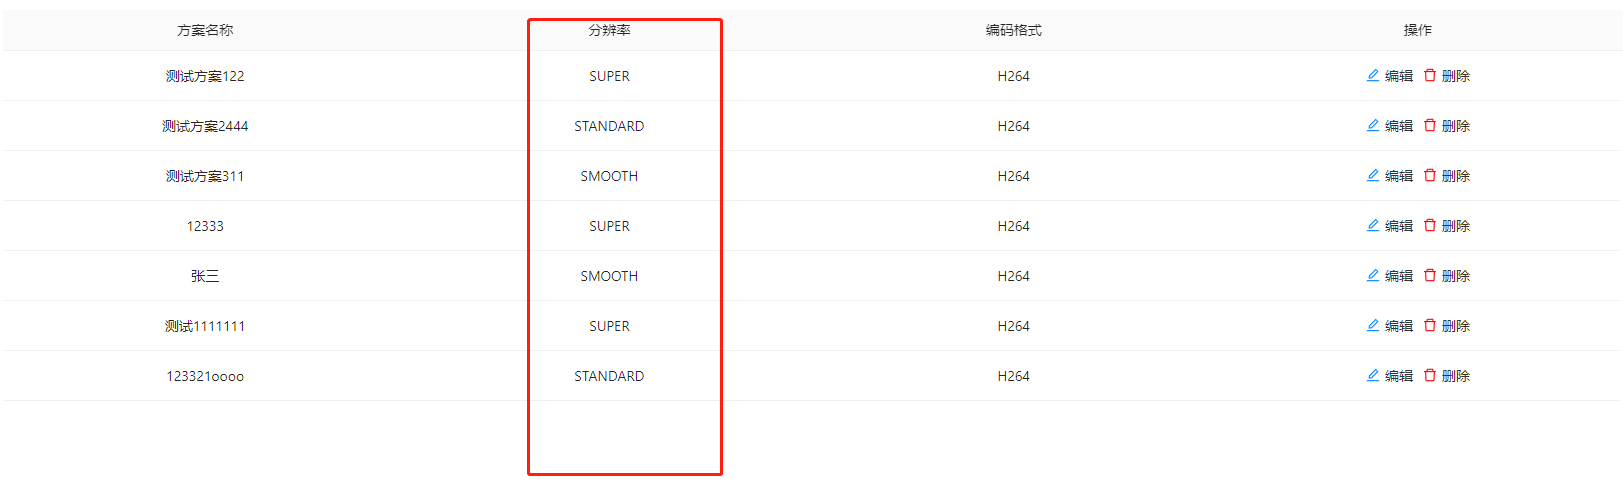 方案名称 分辨率 编码格式 操作
测试方案122 SUPER H264 编辑 删除
测试方案2444 STANDARD H264 编辑 删除
测试方案311 SMOOTH H264 编辑 删除
12333 SUPER H264 编辑 删除
张三 SMOOTH H264 编辑 删除
测试1111111 SUPER H264 编辑 删除
123321oooo STANDARD H264 编辑 删除